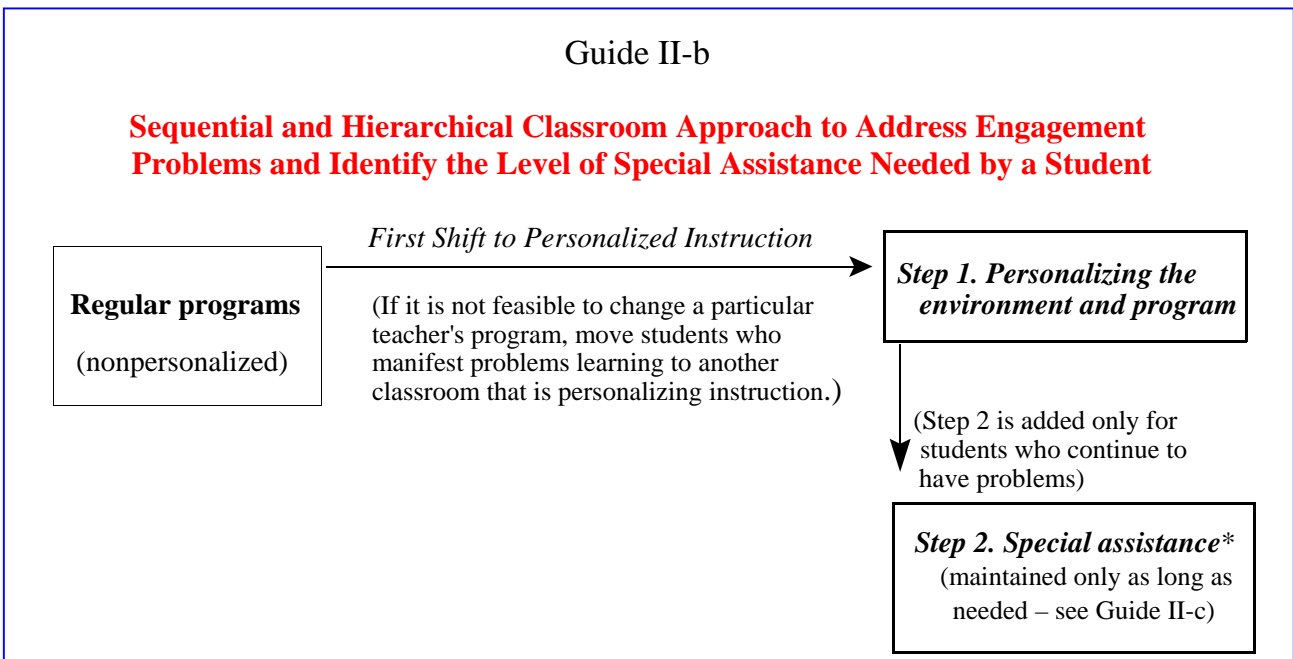 Guide II-b
Sequential and Hierarchical Classroom Approach to Address Engagement
Problems and Identify the Level of Special Assistance Needed by a Student
First Shift to Personalized Instruction
Regular programs
(nonpersonalized)
(If it is not feasible to change a particular
teacher's program, move students who
manifest problems learning to another
classroom that is personalizing instruction.)
Step 1. Personalizing the
environment and program
(Step 2 is added only for
students who continue to
have problems)
Step 2. Special assistance*
(maintained only as long as
needed – see Guide II-c)